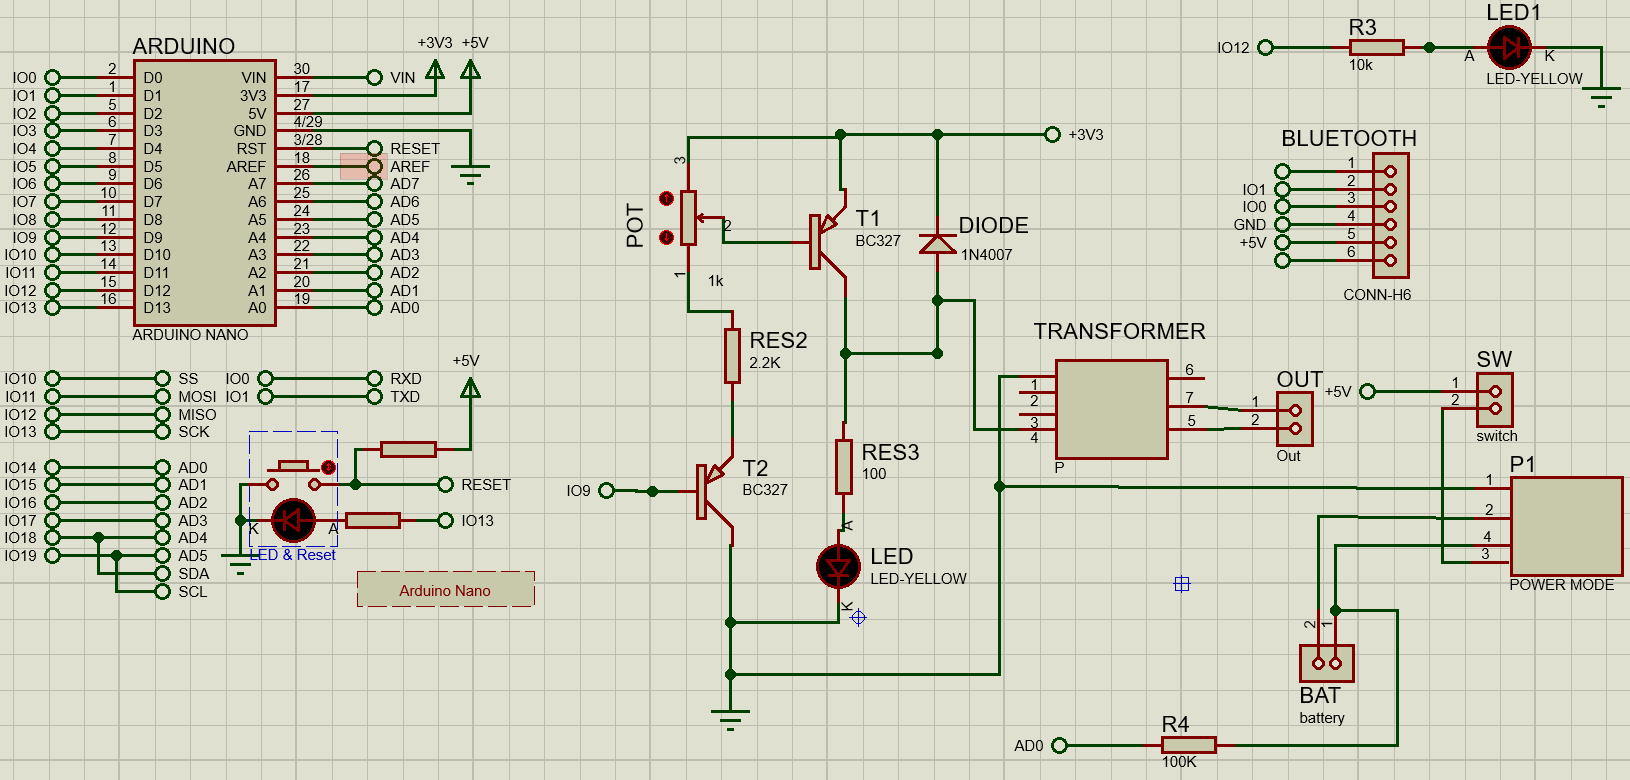 ARDUINO
+3V3 +5V
IO0 2 D0 VIN 30 VIN
IO1 1 D1 3V3 17
IO2 5 D2 5V 27
IO3 6 D3 GND 4/29
IO4 7 D4 RST 3/28 RESET
IO5 8 D5 AREF 18 AREF
IO6 9 D6 A7 26 AD7
IO7 10 D7 A6 25 AD6
IO8 11 D8 A5 24 AD5
IO9 12 D9 A4 23 AD4
IO10 13 D10 A3 22 AD3
IO11 14 D11 A2 21 AD2
IO12 15 D12 A1 20 AD1
IO13 16 D13 A0 19 AD0
ARDUINO NANO
IO10 SS
IO11 MOSI
IO12 MISO
IO13 SCK
IO0 RXD
IO1 TXD
+5V
IO14 AD0
IO15 AD1
IO16 AD2
IO17 AD3
IO18 AD4
IO19 AD5
SDA
SCL
RESET
K A IO13
LED & Reset
Arduino Nano
+3V3
3
POT
2
1
1k
T1
BC327
DIODE
1N4007
RES2
2.2K
T2
BC327
IO9
RES3
100
A
LED
LED-YELLOW
K
TRANSFORMER
1
2
3
4
6
7
5
P
OUT
1
2
Out
IO12
R3
10k
LED1
A K
LED-YELLOW
BLUETOOTH
1
IO1 2
IO0 3
GND 4
+5V 5
6
CONN-H6
SW
+5V 1
2
switch
P1
1
2
4
3
POWER MODE
2 1
BAT
battery
R4
AD0
100K